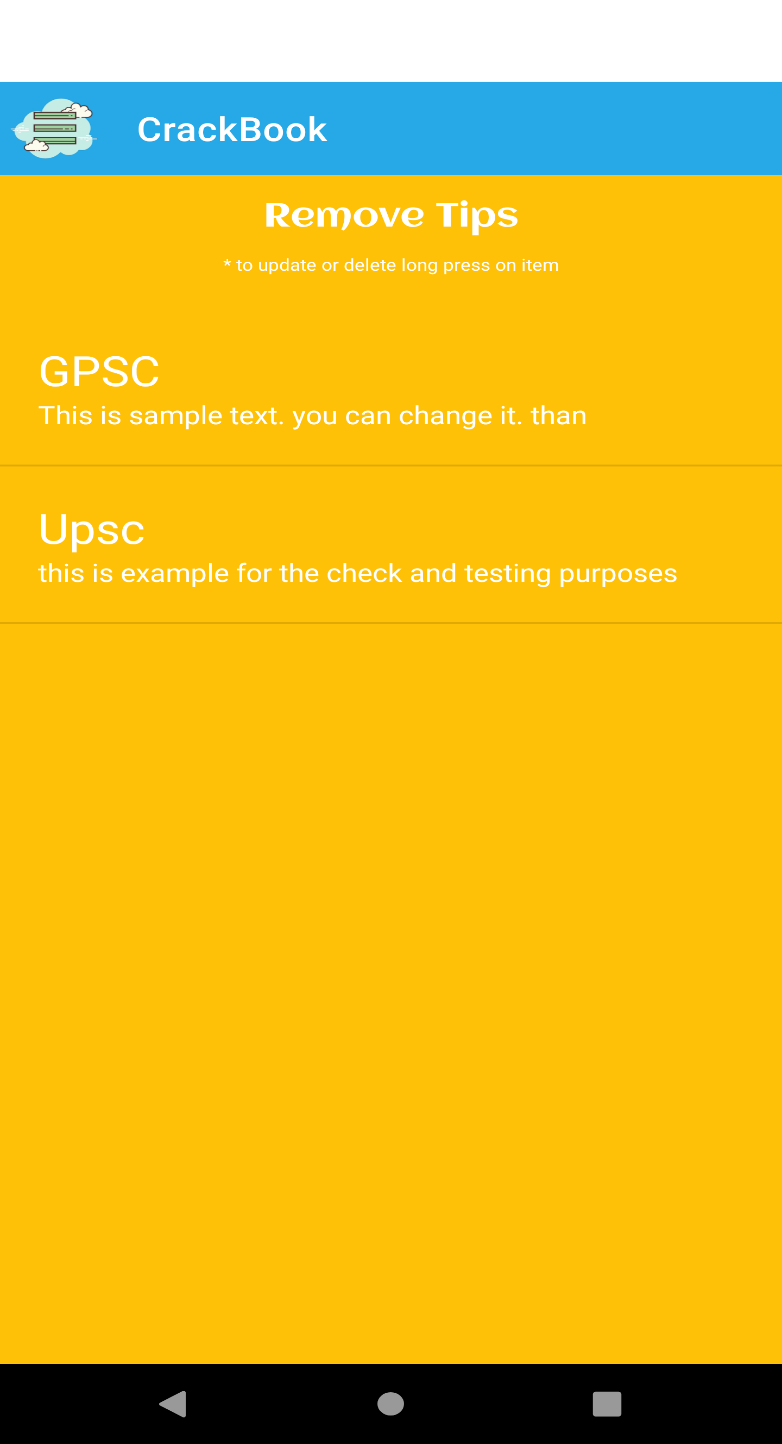 CrackBook
Remove Tips
* to update or delete long press on item
GPSC
This is sample text. you can change it. than
Upsc
this is example for the check and testing purposes